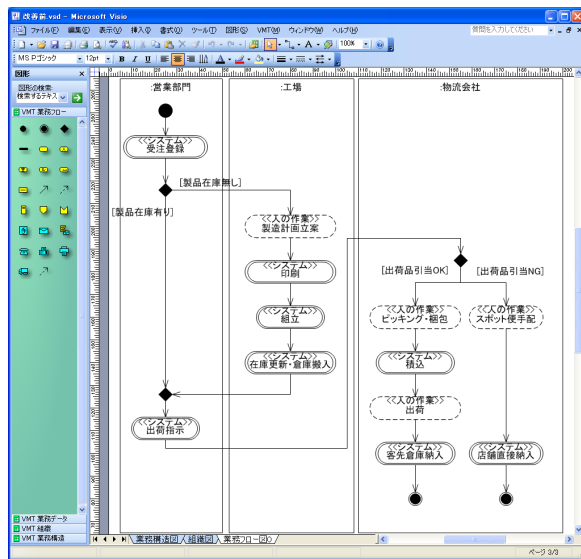 改善前.vsd - Microsoft Visio
ファイル(F) 編集(E) 表示(V) 挿入(I) 書式(O) ツール(T) 図形(S) VMT(M) ウィンドウ(W) ヘルプ(H) 質問を入力してください
100%
MS Pゴシック 12pt B I U A
図形
図形の検索:
検索するテキス
VMT 業務フロー
:営業部門 :工場 :物流会社
<<システム>>
受注登録
[製品在庫無し]
[製品在庫有り]
<<人の作業>>
製造計画立案
<<システム>>
印刷
<<システム>>
組立
<<システム>>
在庫更新・倉庫搬入
<<システム>>
出荷指示
[出荷品引当OK] [出荷品引当NG]
<<人の作業>>
ピッキング・梱包
<<人の作業>>
スポット便手配
<<システム>>
積込
<<人の作業>>
出荷
<<システム>>
客先倉庫納入
<<システム>>
店舗直接納入
VMT 業務データ
VMT 組織
VMT 業務構造
業務構造図 組織図 業務フロー図0
ページ 3/3